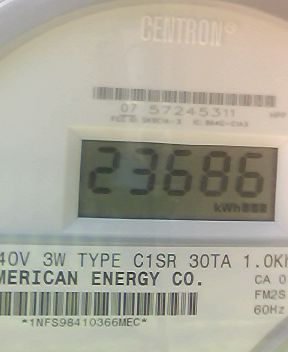 CENTRON®
07 57245311
23686
kWh
40V 3W TYPE C1SR 30TA 1.0K
MERICAN ENERGY CO.
CA 0
FM2S
60Hz
*1NFS98410366MEC*